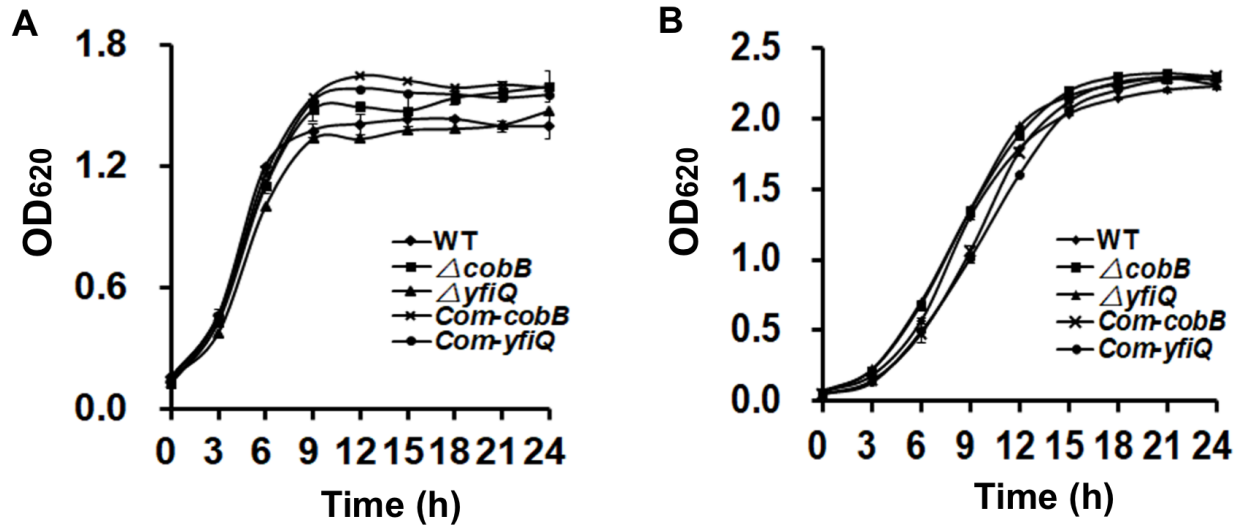 A
1.8
1.2
0.6
0.0
OD620
WT
△cobB
△yfiQ
Com-cobB
Com-yfiQ
0 3 6 9 12 15 18 21 24
Time (h)
B
2.5
2.0
1.5
1.0
0.5
0.0
OD620
WT
△cobB
△yfiQ
Com-cobB
Com-yfiQ
0 3 6 9 12 15 18 21 24
Time (h)